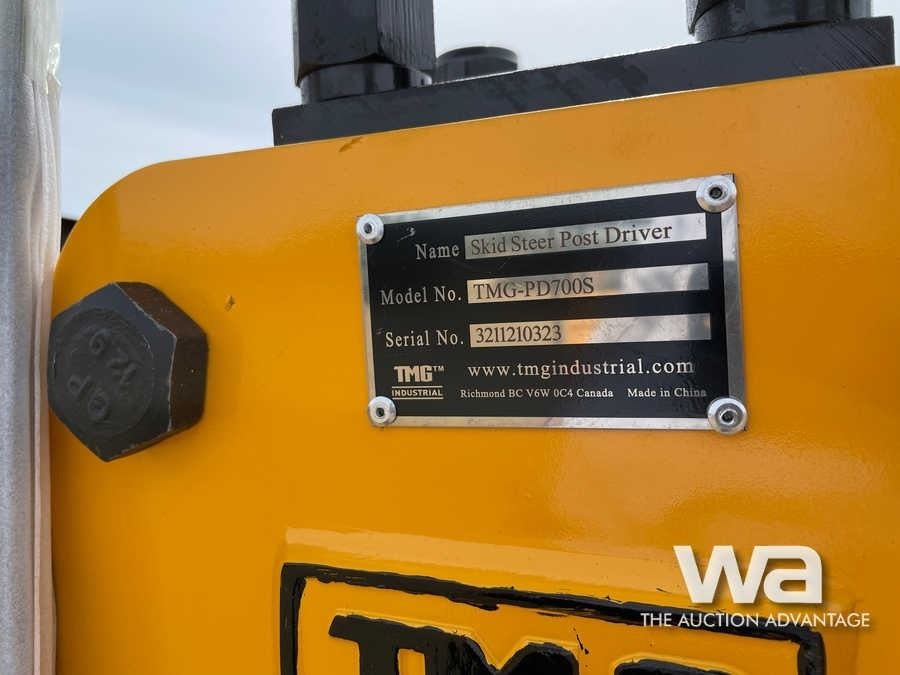 Name Skid Steer Post Driver
Model No. TMG-PD700S
Serial No. 3211210323
TMG™ www.tmgindustrial.com
INDUSTRIAL Richmond BC V6W 0C4 Canada Made in China
wa
THE AUCTION ADVANTAGE
TMG